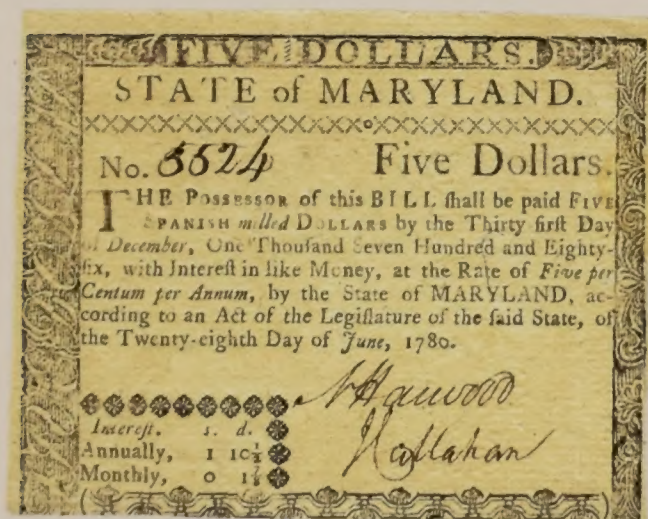 FIVE DOLLARS.
STATE of MARYLAND.
No. 5524 Five Dollars.
THE POSSESSOR of this BILL ſhall be paid FIVE
SPANISH milled DOLLARS by the Thirty firſt Day
of December, One Thouſand Seven Hundred and Eighty-
ſix, with Intereſt in like Money, at the Rate of Five per
Centum per Annum, by the State of MARYLAND, ac-
cording to an Act of the Legiſlature of the ſaid State, of
the Twenty-eighth Day of June, 1780.
N Harwood
J Callahan
Intereſt. s. d.
Annually, 1 10½
Monthly, 0 1⅞